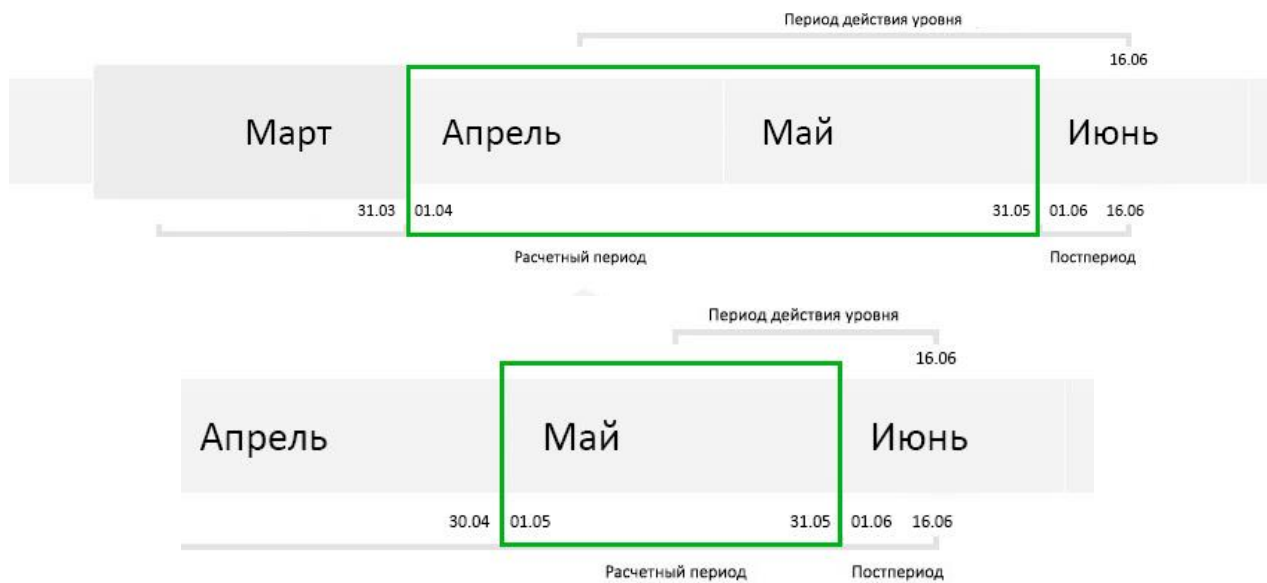 Период действия уровня
16.06
Март Апрель Май Июнь
31.03 01.04 31.05 01.06 16.06
Расчетный период Постпериод
Период действия уровня
16.06
Апрель Май Июнь
30.04 01.05 31.05 01.06 16.06
Расчетный период Постпериод